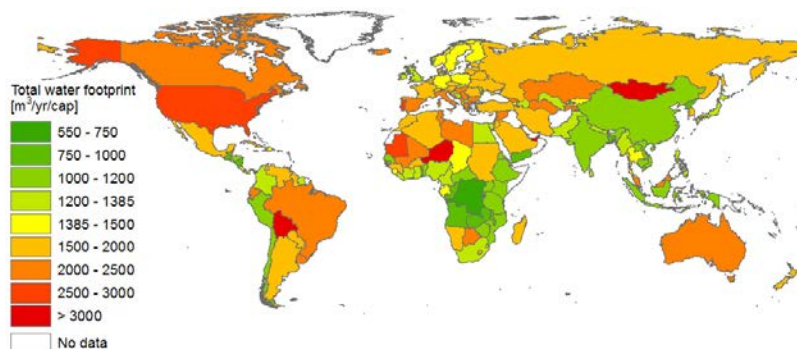 Total water footprint
[m³/yr/cap]
550 - 750
750 - 1000
1000 - 1200
1200 - 1385
1385 - 1500
1500 - 2000
2000 - 2500
2500 - 3000
> 3000
No data